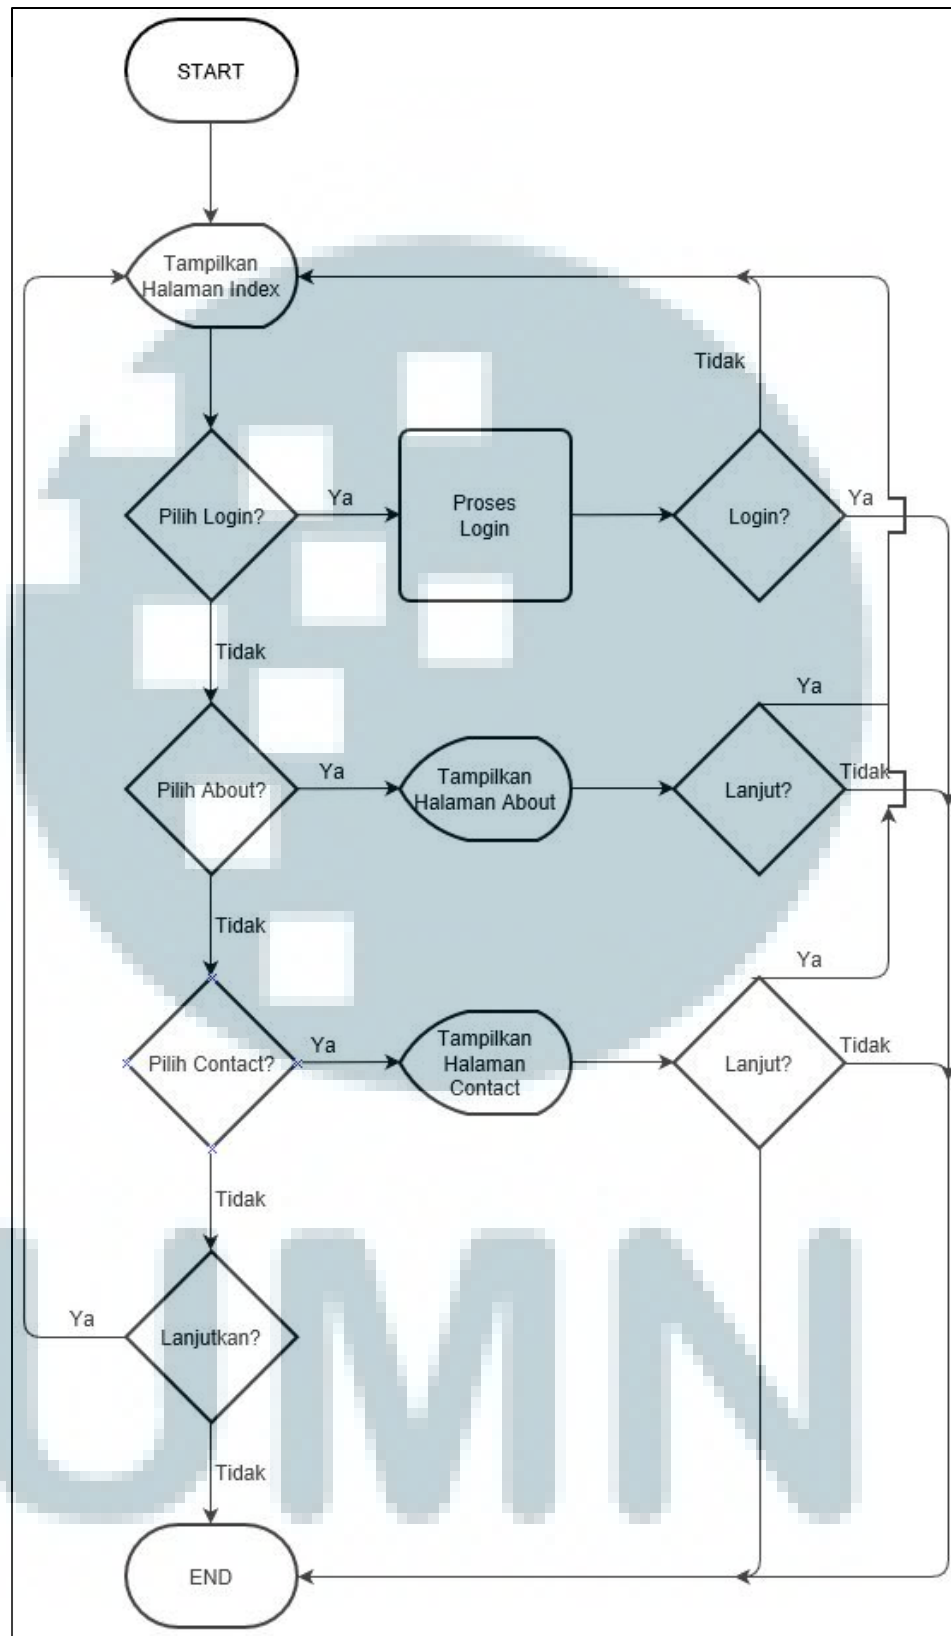 START
Tampilkan
Halaman Index
Tidak
Pilih Login?
Ya
Proses
Login
Login?
Ya
Tidak
Ya
Pilih About?
Ya
Tampilkan
Halaman About
Lanjut?
Tidak
Tidak
Ya
Pilih Contact?
Ya
Tampilkan
Halaman
Contact
Lanjut?
Tidak
Tidak
Ya
Lanjutkan?
Tidak
END
UMN